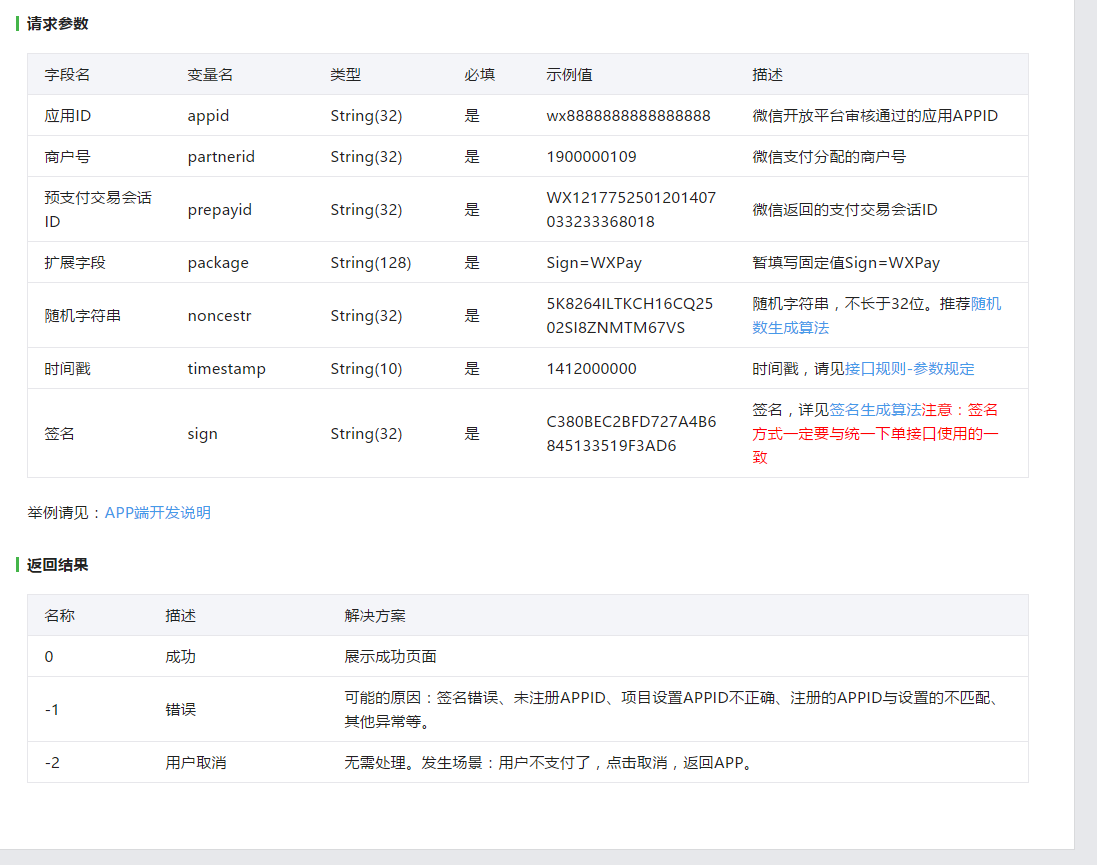 请求参数
字段名 变量名 类型 必填 示例值 描述
应用ID appid String(32) 是 wx8888888888888888 微信开放平台审核通过的应用APPID
商户号 partnerid String(32) 是 1900000109 微信支付分配的商户号
预支付交易会话
ID
prepayid String(32) 是
WX1217752501201407
033233368018
微信返回的支付交易会话ID
扩展字段 package String(128) 是 Sign=WXPay 暂填写固定值Sign=WXPay
随机字符串 noncestr String(32) 是
5K8264ILTKCH16CQ25
02SI8ZNMTM67VS
随机字符串，不长于32位。推荐随机
数生成算法
时间戳 timestamp String(10) 是 1412000000 时间戳，请见接口规则-参数规定
签名 sign String(32) 是
C380BEC2BFD727A4B6
845133519F3AD6
签名，详见签名生成算法注意：签名
方式一定要与统一下单接口使用的一
致
举例请见：APP端开发说明
返回结果
名称 描述 解决方案
0 成功 展示成功页面
-1 错误
可能的原因：签名错误、未注册APPID、项目设置APPID不正确、注册的APPID与设置的不匹配、
其他异常等。
-2 用户取消 无需处理。发生场景：用户不支付了，点击取消，返回APP。